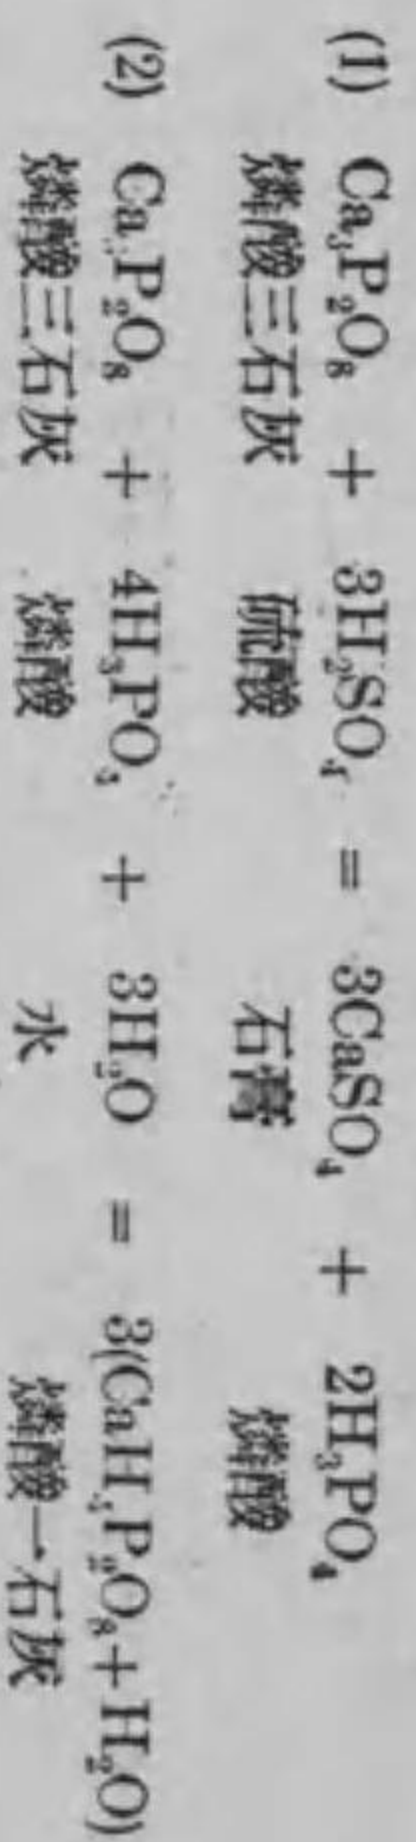 (1) Ca₃P₂O₈ + 3H₂SO₄ = 3CaSO₄ + 2H₃PO₄
燐酸三石灰 硫酸 石膏 燐酸
(2) Ca₃P₂O₈ + 4H₃PO₄ + 3H₂O = 3(CaH₄P₂O₈+H₂O)
燐酸三石灰 燐酸 水 燐酸一石灰